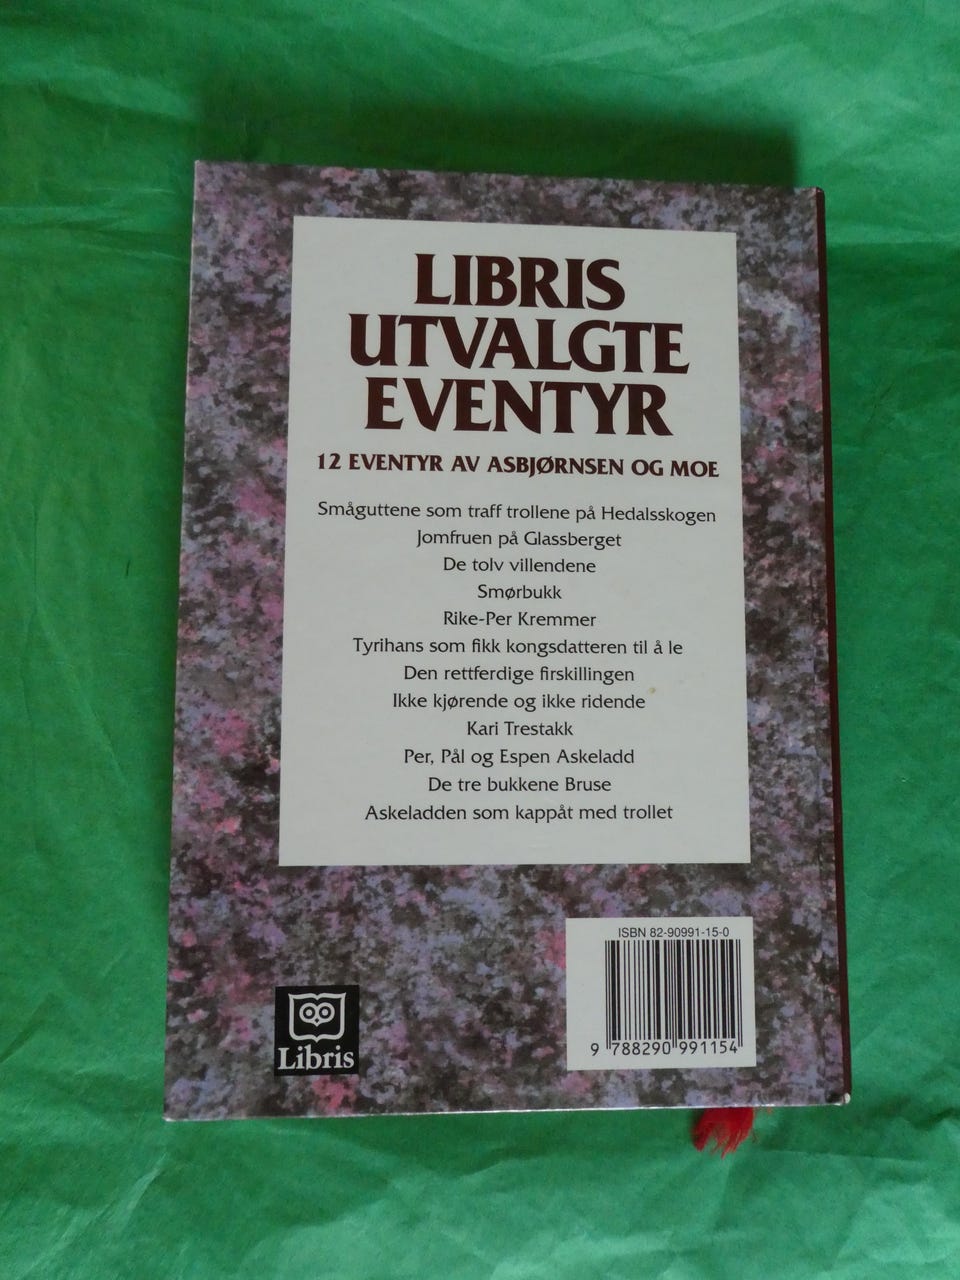 LIBRIS
UTVALGTE
EVENTYR
12 EVENTYR AV ASBJØRNSEN OG MOE
Småguttene som traff trollene på Hedalsskogen
Jomfruen på Glassberget
De tolv villendene
Smørbukk
Rike-Per Kremmer
Tyrihans som fikk kongsdatteren til å le
Den rettferdige firskillingen
Ikke kjørende og ikke ridende
Kari Trestakk
Per, Pål og Espen Askeladd
De tre bukkene Bruse
Askeladden som kappåt med trollet
ISBN 82-90991-15-0
9 788290 991154
Libris